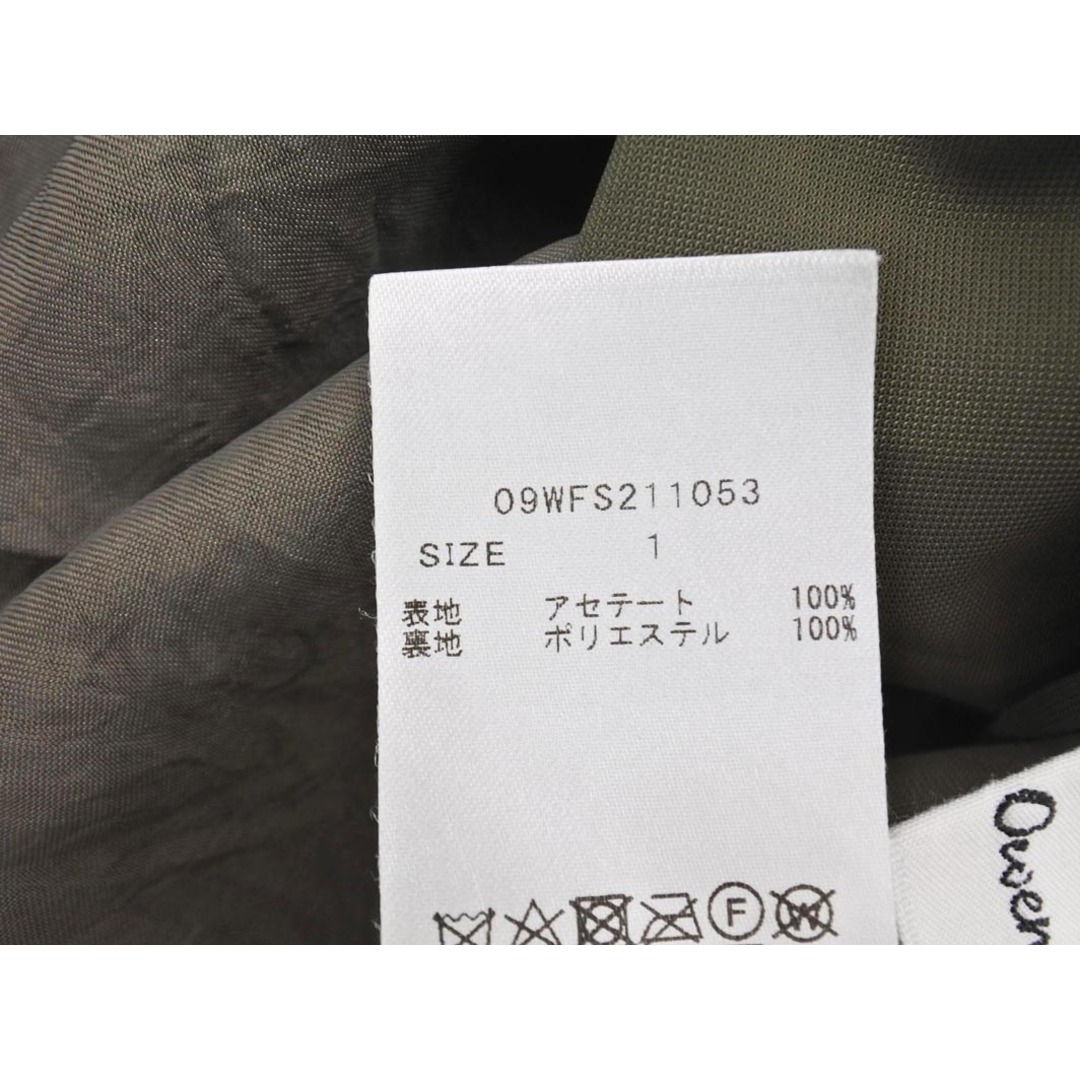 09WFS211053
SIZE 1
表地 アセテート 100%
裏地 ポリエステル 100%
F W
Owen